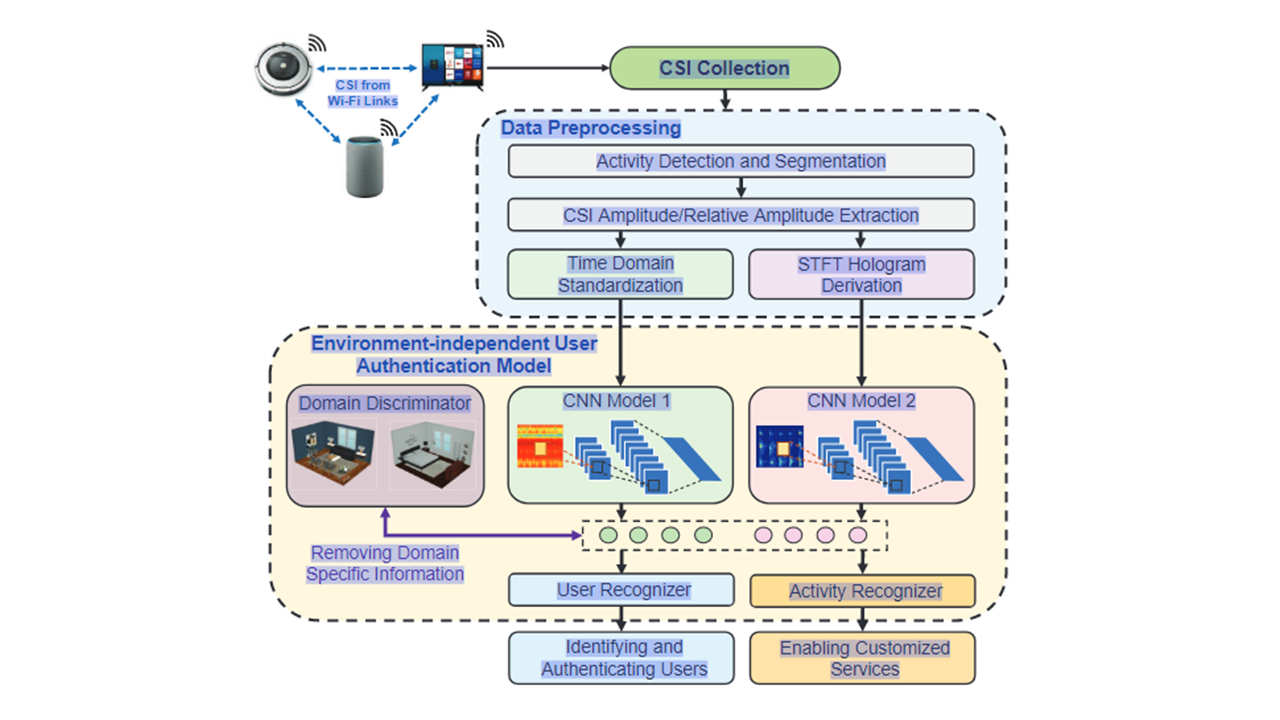 CSI from
Wi-Fi Links
CSI Collection
Data Preprocessing
Activity Detection and Segmentation
CSI Amplitude/Relative Amplitude Extraction
Time Domain
Standardization
STFT Hologram
Derivation
Environment-independent User
Authentication Model
Domain Discriminator
CNN Model 1
CNN Model 2
Removing Domain
Specific Information
User Recognizer
Activity Recognizer
Identifying and
Authenticating Users
Enabling Customized
Services